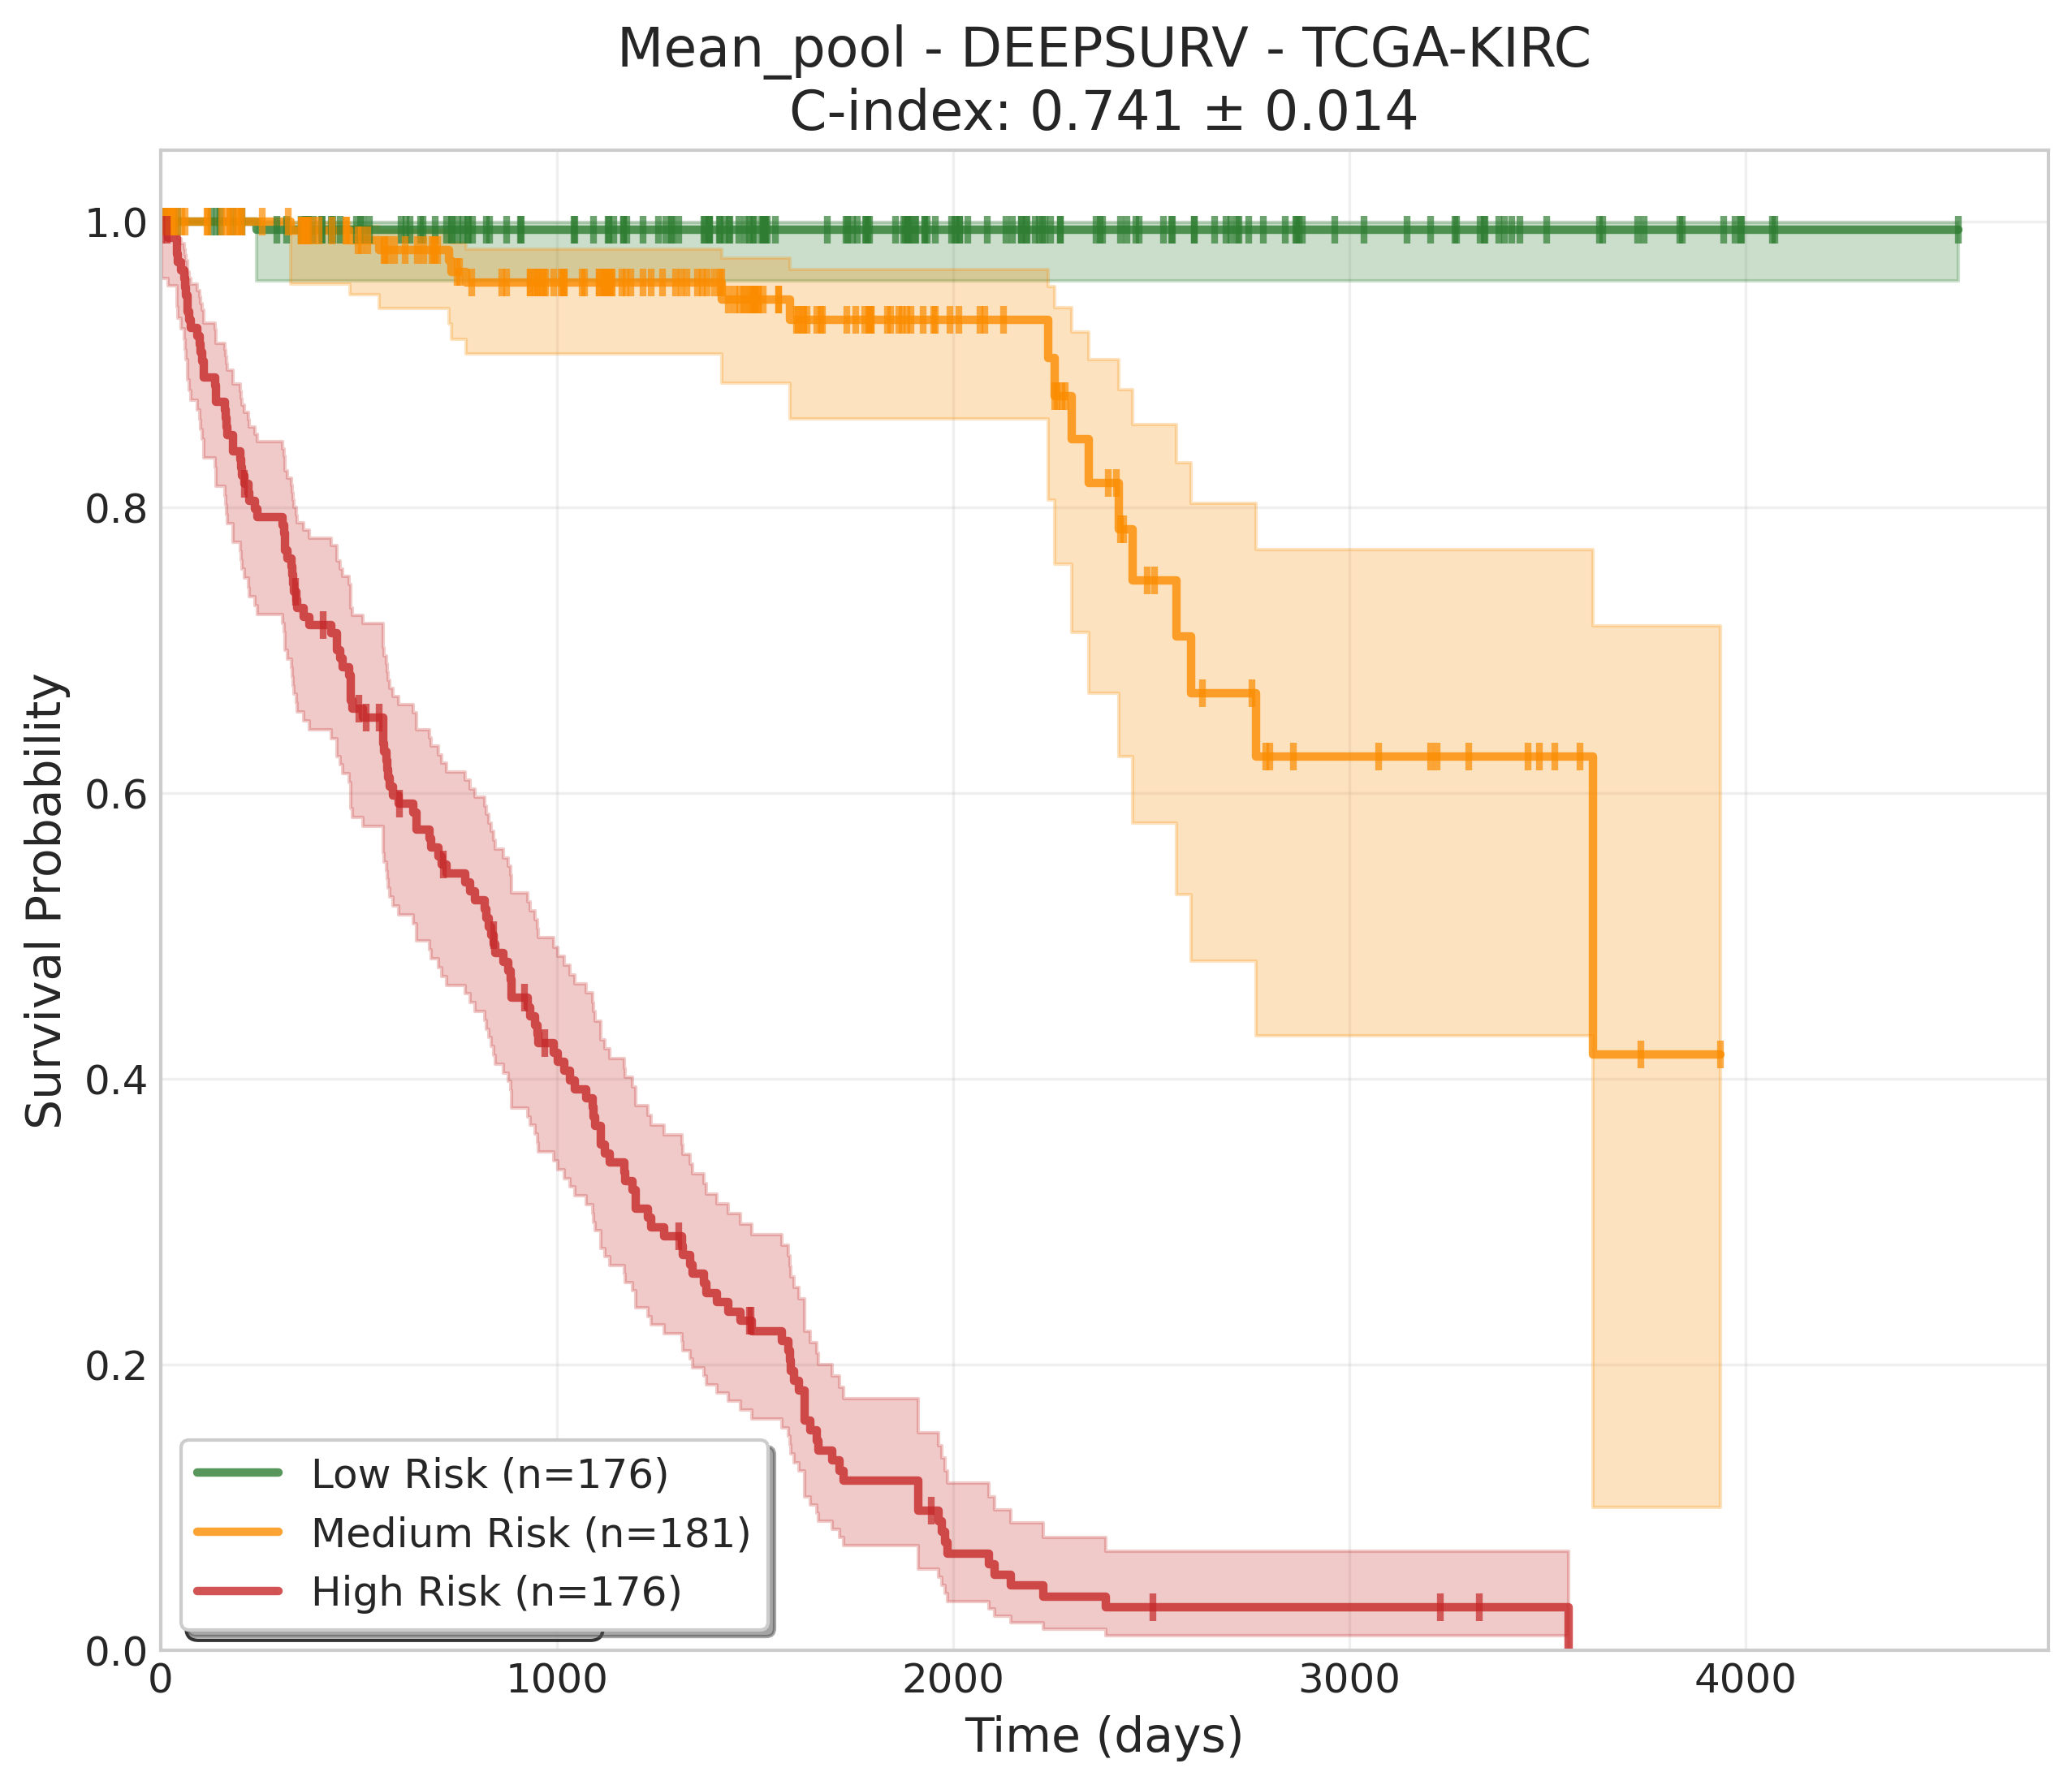 Mean_pool - DEEPSURV - TCGA-KIRC
C-index: 0.741 ± 0.014
Survival Probability
1.0
0.8
0.6
0.4
0.2
0.0
Low Risk (n=176)
Medium Risk (n=181)
High Risk (n=176)
0 1000 2000 3000 4000
Time (days)